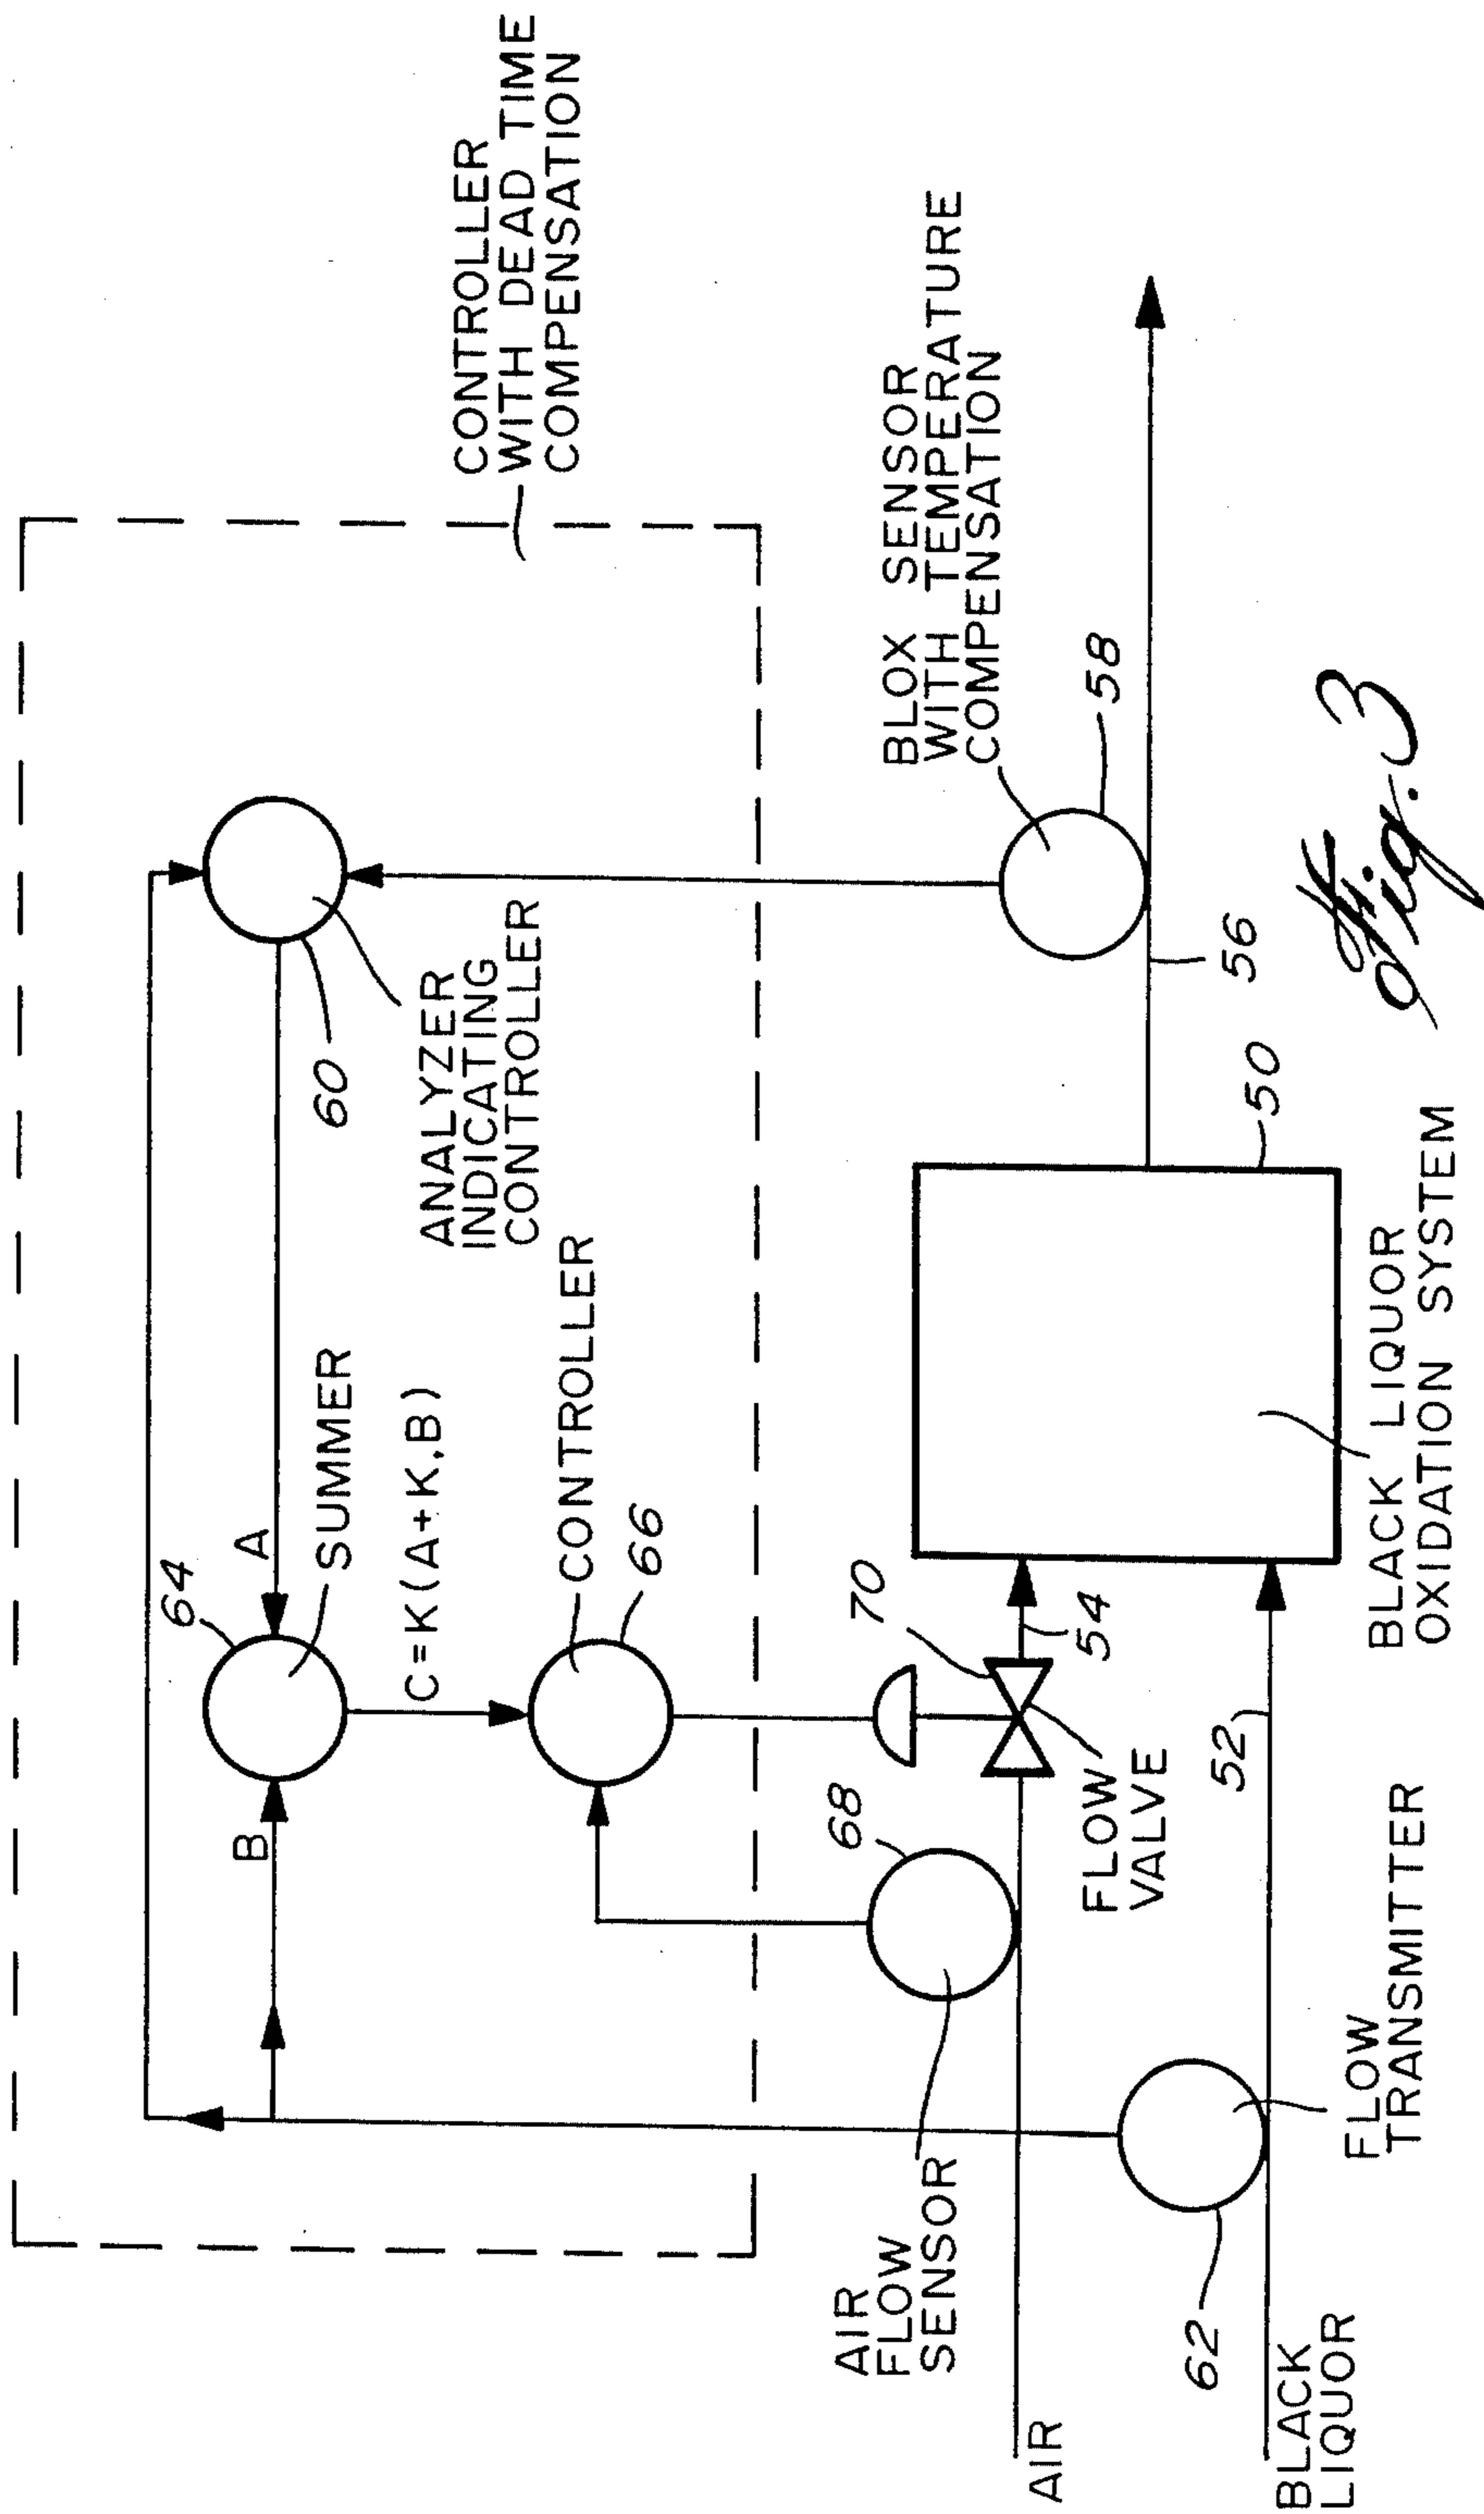 CONTROLLER
WITH DEAD TIME
COMPENSATION
64
A
B
SUMMER
C=K(A+K,B)
60
ANALYZER
INDICATING
CONTROLLER
CONTROLLER
66
BLOX SENSOR
WITH TEMPERATURE
COMPENSATION
58
AIR
FLOW
SENSOR
68
70
54
FLOW
VALVE
AIR
56
50
62
52
BLACK
LIQUOR
FLOW
TRANSMITTER
BLACK LIQUOR
OXIDATION SYSTEM
Fig. 3